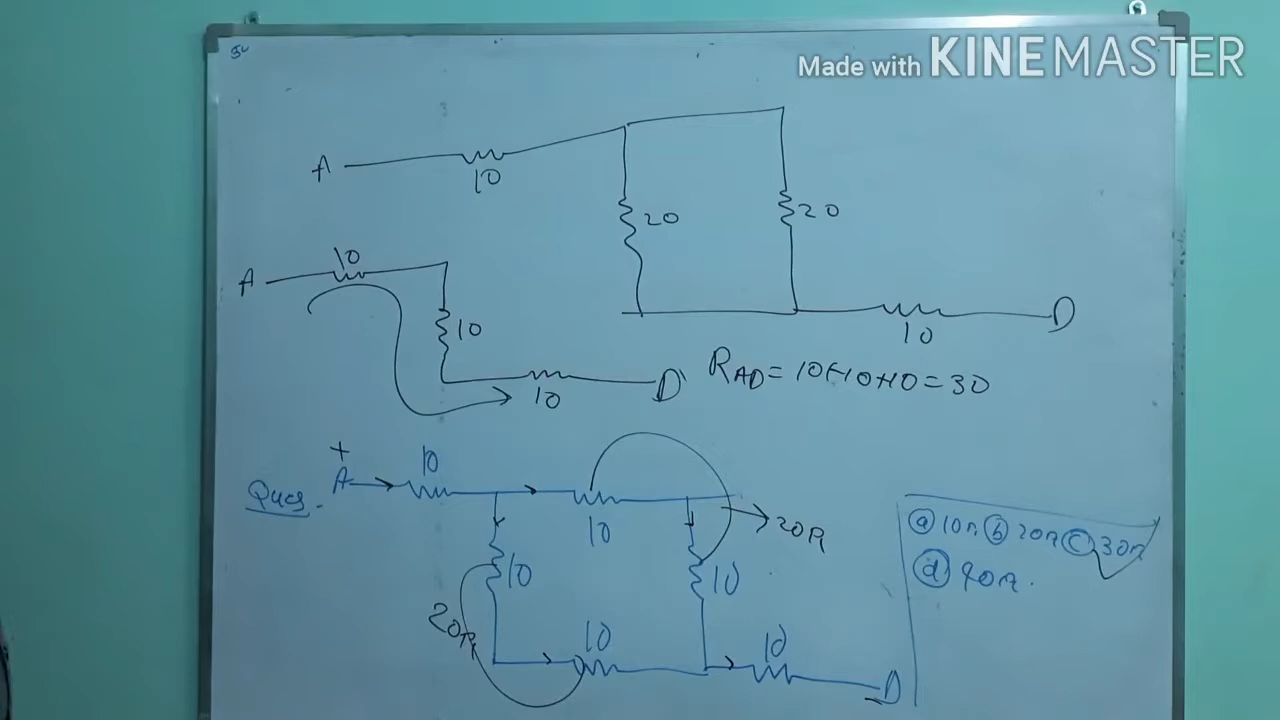 Made with KINEMASTER
A
10
20
20
10
D
A
10
10
10
D
R_AD = 10+10+10 = 30
Ques.
+
A
10
10
20Ω
10
10
20Ω
10
10
D
ⓐ 10Ω ⓑ 20Ω ⓒ 30Ω
ⓓ 40Ω.